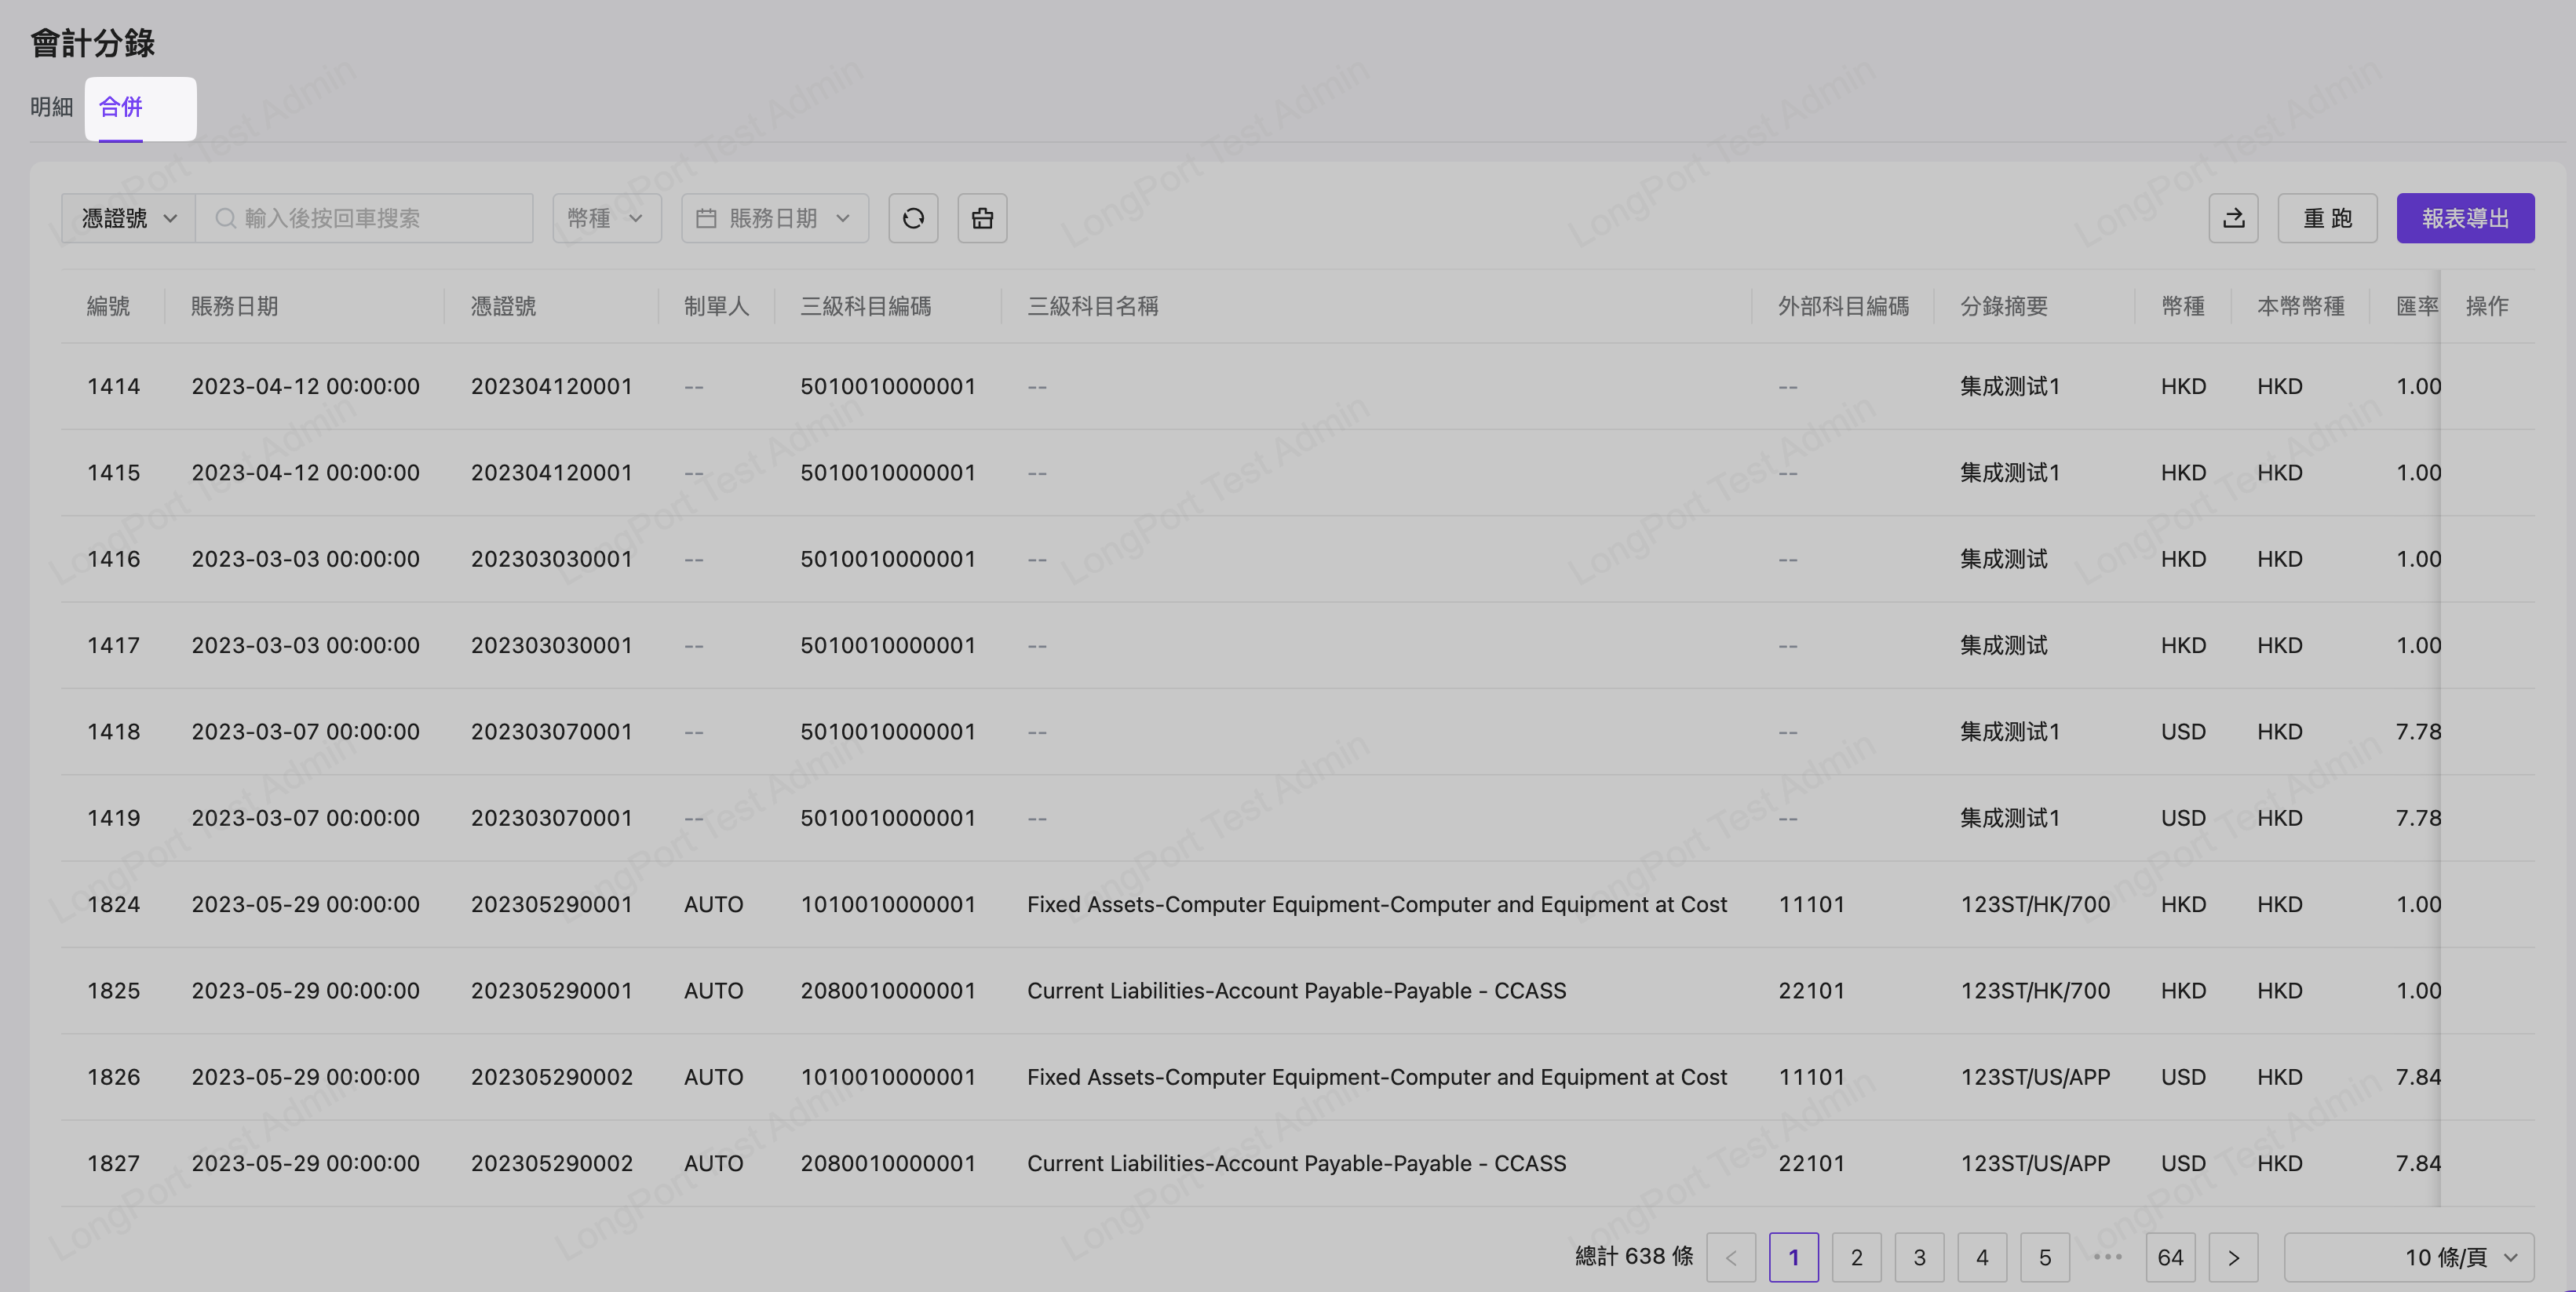 會計分錄
明細 合併
憑證號 輸入後按回車搜索 幣種 賬務日期 重 跑 報表導出
編號 賬務日期 憑證號 制單人 三級科目編碼 三級科目名稱 外部科目編碼 分錄摘要 幣種 本幣幣種 匯率 操作
1414 2023-04-12 00:00:00 202304120001 -- 5010010000001 -- -- 集成测试1 HKD HKD 1.00
1415 2023-04-12 00:00:00 202304120001 -- 5010010000001 -- -- 集成测试1 HKD HKD 1.00
1416 2023-03-03 00:00:00 202303030001 -- 5010010000001 -- -- 集成测试 HKD HKD 1.00
1417 2023-03-03 00:00:00 202303030001 -- 5010010000001 -- -- 集成测试 HKD HKD 1.00
1418 2023-03-07 00:00:00 202303070001 -- 5010010000001 -- -- 集成测试1 USD HKD 7.78
1419 2023-03-07 00:00:00 202303070001 -- 5010010000001 -- -- 集成测试1 USD HKD 7.78
1824 2023-05-29 00:00:00 202305290001 AUTO 1010010000001 Fixed Assets-Computer Equipment-Computer and Equipment at Cost 11101 123ST/HK/700 HKD HKD 1.00
1825 2023-05-29 00:00:00 202305290001 AUTO 2080010000001 Current Liabilities-Account Payable-Payable - CCASS 22101 123ST/HK/700 HKD HKD 1.00
1826 2023-05-29 00:00:00 202305290002 AUTO 1010010000001 Fixed Assets-Computer Equipment-Computer and Equipment at Cost 11101 123ST/US/APP USD HKD 7.84
1827 2023-05-29 00:00:00 202305290002 AUTO 2080010000001 Current Liabilities-Account Payable-Payable - CCASS 22101 123ST/US/APP USD HKD 7.84
總計 638 條 < 1 2 3 4 5 ••• 64 > 10 條/頁
LongPort Test Admin